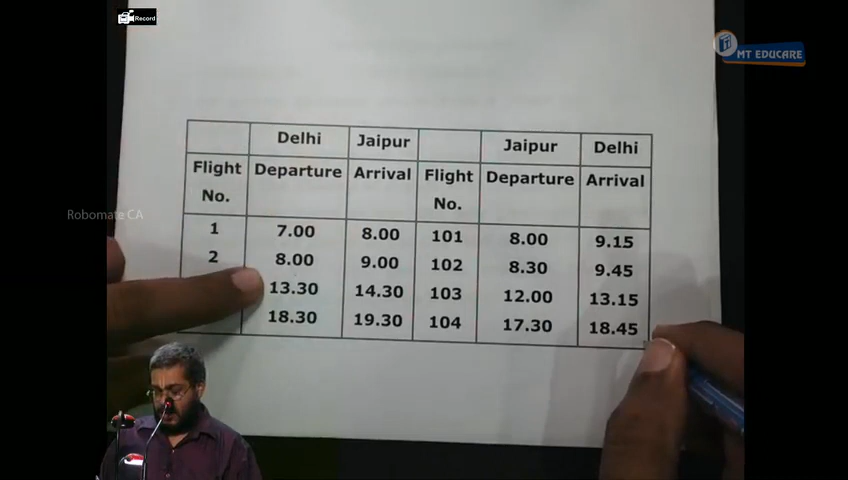 Record
MT EDUCARE
Robomate CA
Delhi Jaipur Jaipur Delhi
Flight No. Departure Arrival Flight No. Departure Arrival
1 7.00 8.00 101 8.00 9.15
2 8.00 9.00 102 8.30 9.45
13.30 14.30 103 12.00 13.15
18.30 19.30 104 17.30 18.45